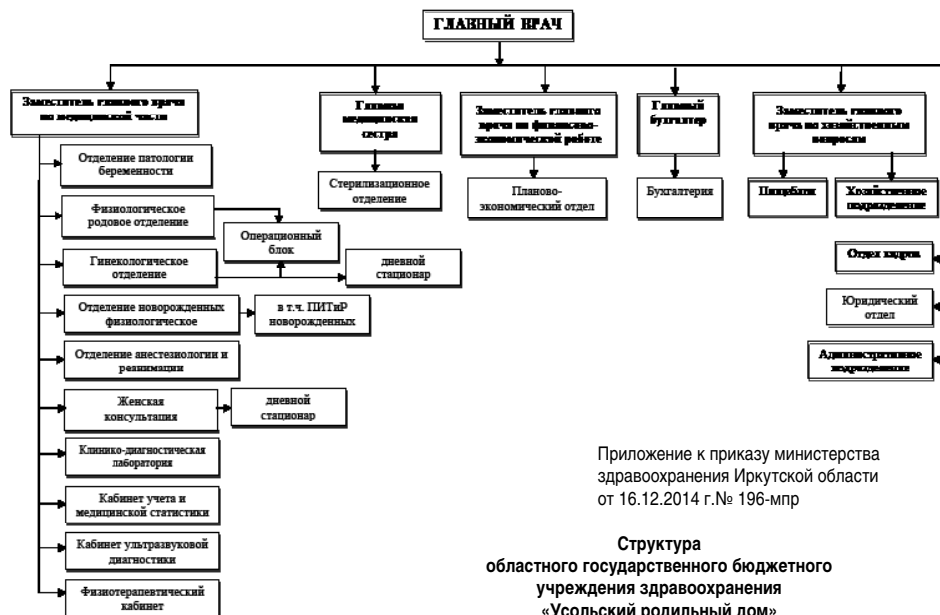 ГЛАВНЫЙ ВРАЧ
Заместитель главного врача
по медицинской части
Главная
медицинская
сестра
Заместитель главного
врача по финансово-
экономической работе
Главный
бухгалтер
Заместитель главного
врача по хозяйственным
вопросам
Отделение патологии
беременности
Стерилизационное
отделение
Планово-
экономический отдел
Бухгалтерия
Пищеблок
Хозяйственное
подразделение
Физиологическое
родовое отделение
Операционный
блок
Гинекологическое
отделение
дневной
стационар
Отдел кадров
Отделение новорожденных
физиологическое
в т.ч. ПИТиР
новорожденных
Юридический
отдел
Отделение анестезиологии и
реанимации
Административное
подразделение
Женская
консультация
дневной
стационар
Клинико-диагностическая
лаборатория
Кабинет учета и
медицинской статистики
Кабинет ультразвуковой
диагностики
Физиотерапевтический
кабинет
Приложение к приказу министерства
здравоохранения Иркутской области
от 16.12.2014 г.№ 196-мпр
Структура
областного государственного бюджетного
учреждения здравоохранения
«Усольский родильный дом»